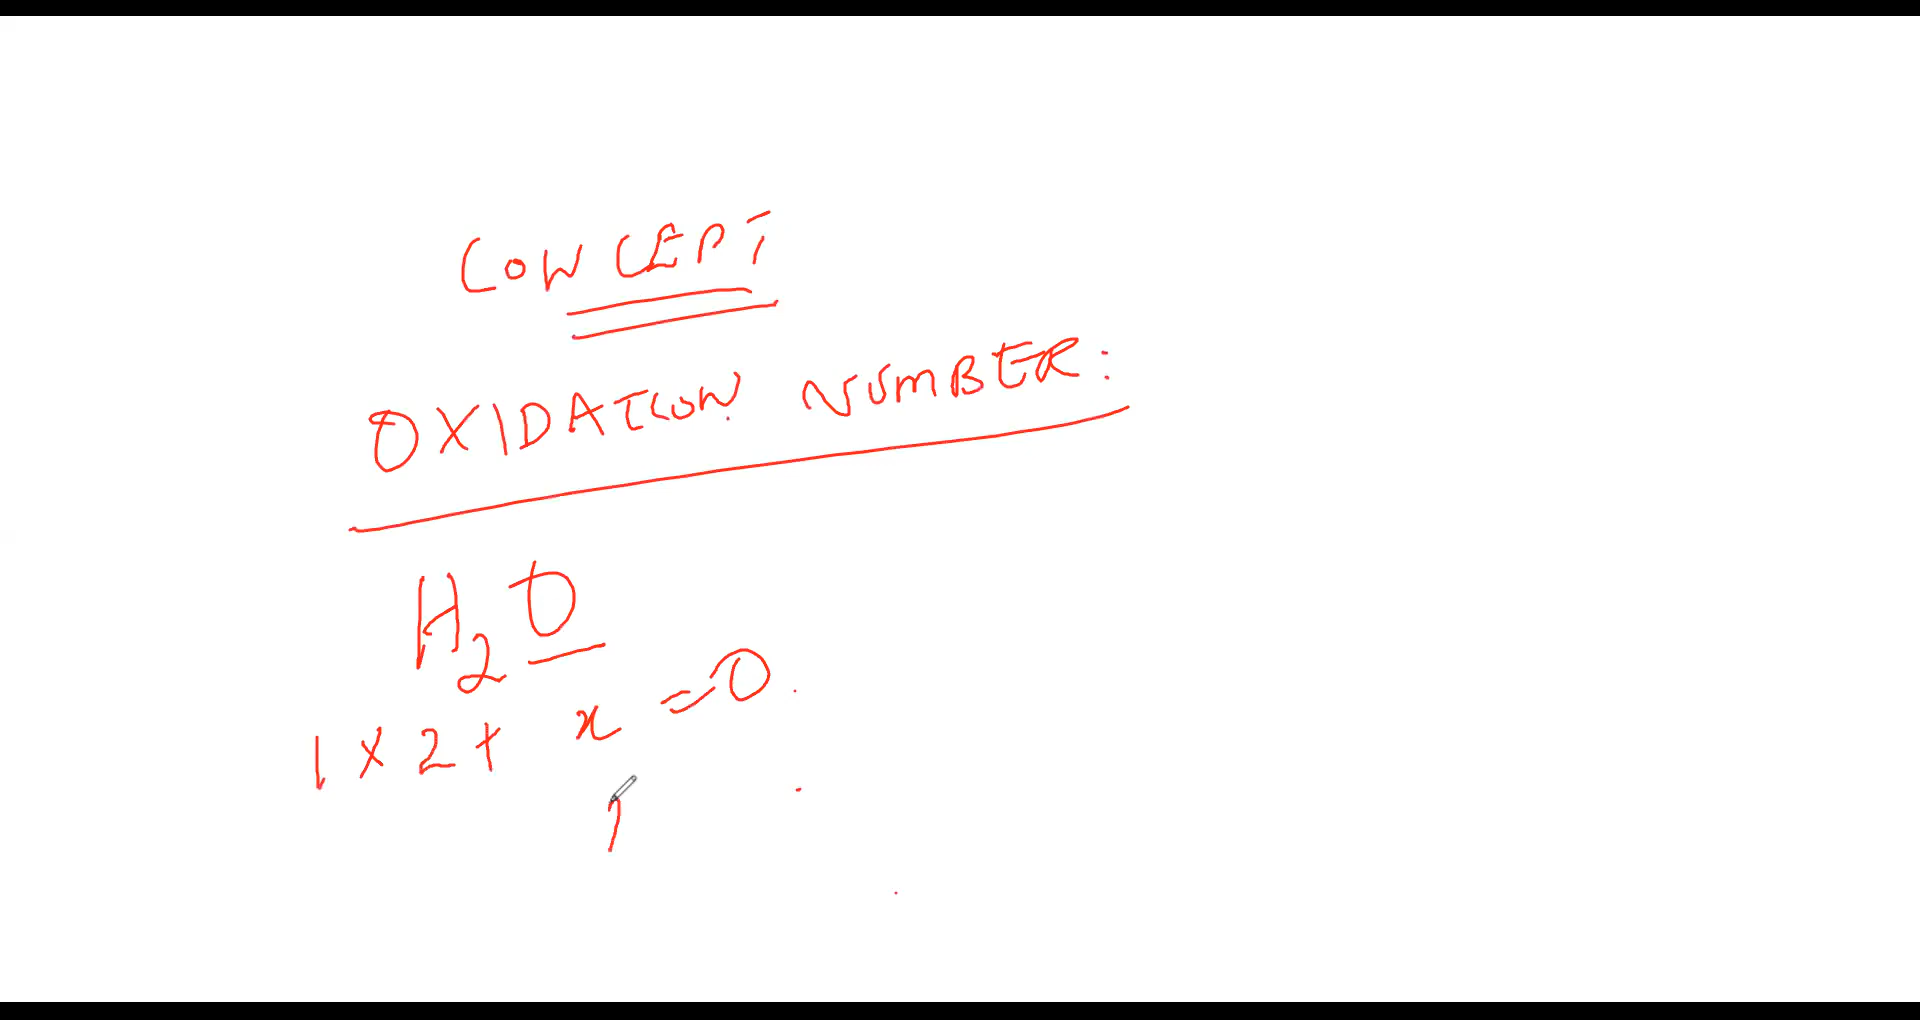 CONCEPT
OXIDATION NUMBER:
H₂O
1 × 2 + x = 0